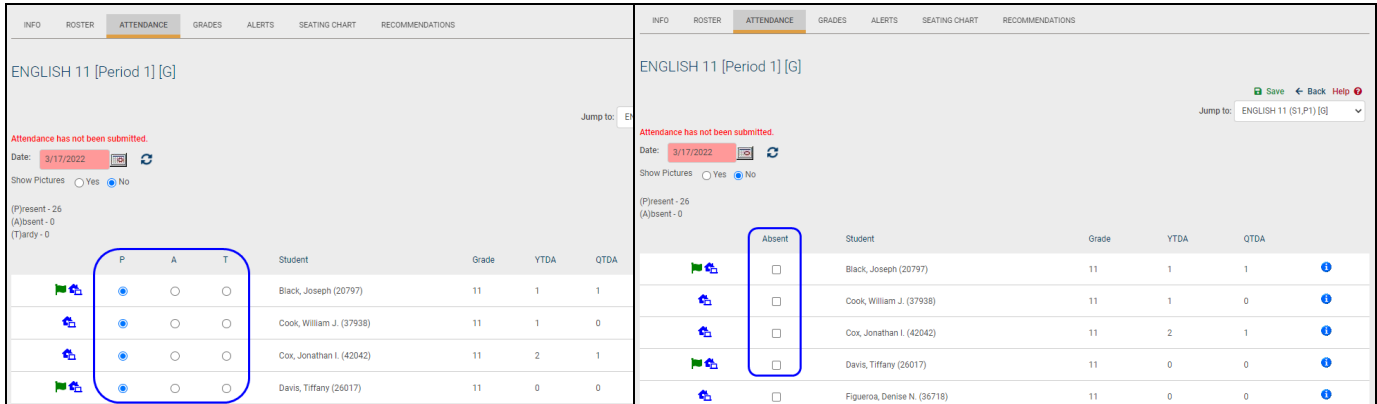 INFO ROSTER ATTENDANCE GRADES ALERTS SEATING CHART RECOMMENDATIONS
ENGLISH 11 [Period 1] [G]
Jump to: EN
Attendance has not been submitted.
Date: 3/17/2022
Show Pictures Yes No
(P)resent - 26
(A)bsent - 0
(T)ardy - 0
P A T Student Grade YTDA QTDA
Black, Joseph (20797) 11 1 1
Cook, William J. (37938) 11 1 0
Cox, Jonathan I. (42042) 11 2 1
Davis, Tiffany (26017) 11 0 0
INFO ROSTER ATTENDANCE GRADES ALERTS SEATING CHART RECOMMENDATIONS
ENGLISH 11 [Period 1] [G]
Save Back Help
Jump to: ENGLISH 11 (S1,P1) [G]
Attendance has not been submitted.
Date: 3/17/2022
Show Pictures Yes No
(P)resent - 26
(A)bsent - 0
Absent Student Grade YTDA QTDA
Black, Joseph (20797) 11 1 1
Cook, William J. (37938) 11 1 0
Cox, Jonathan I. (42042) 11 2 1
Davis, Tiffany (26017) 11 0 0
Figueroa, Denise N. (36718) 11 0 0